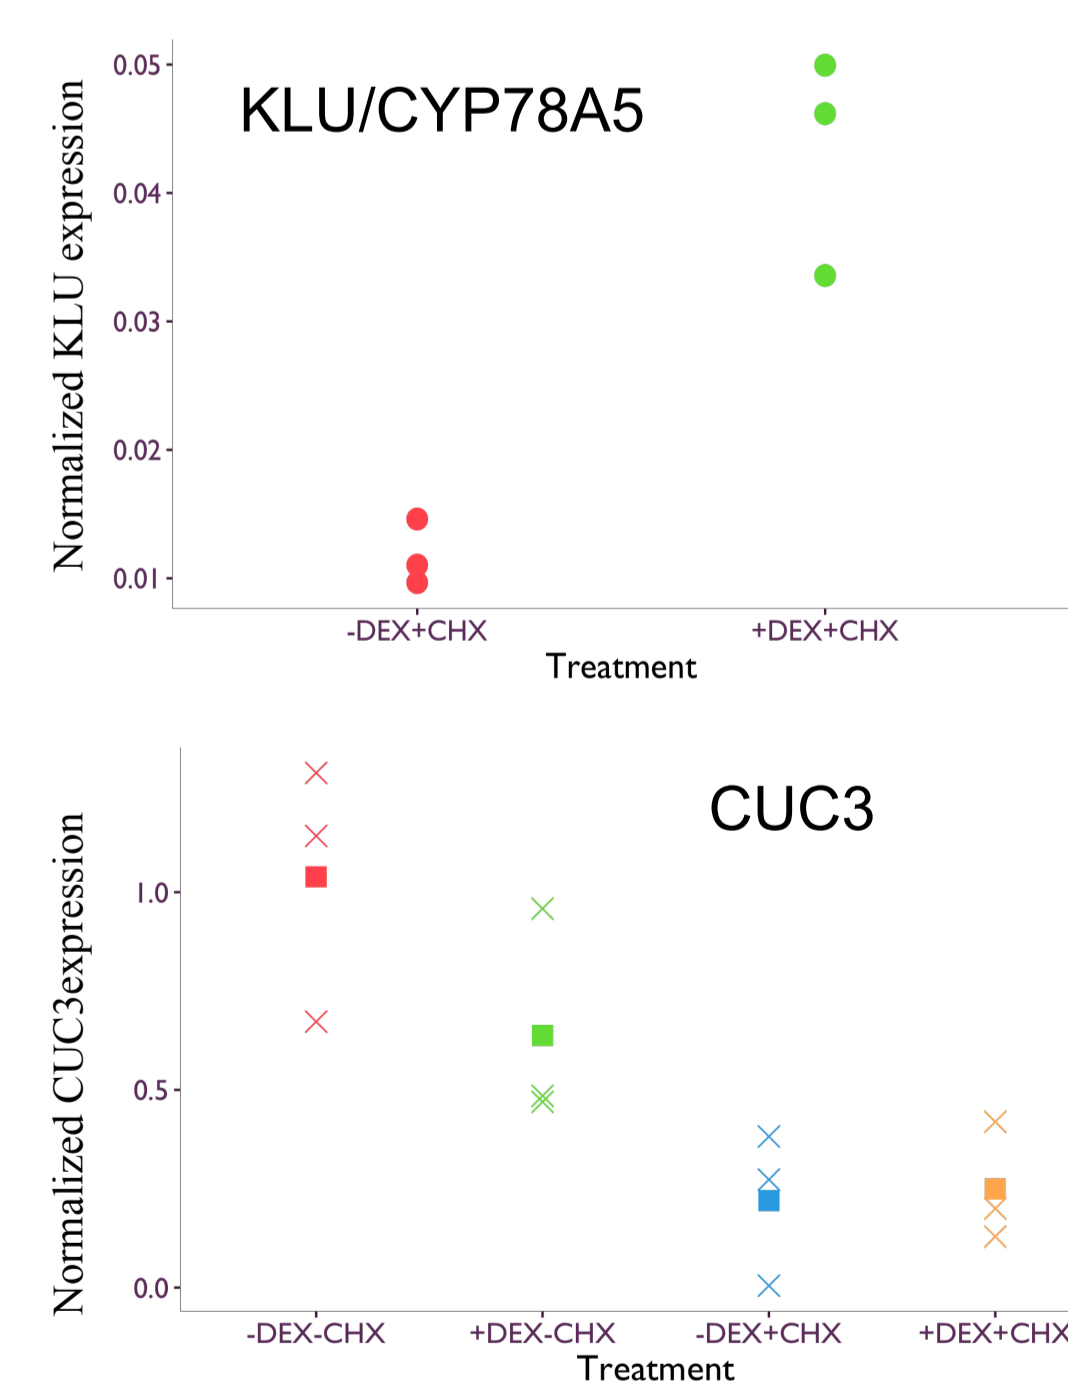 KLU/CYP78A5
Normalized KLU expression
0.05
0.04
0.03
0.02
0.01
-DEX+CHX +DEX+CHX
Treatment
CUC3
Normalized CUC3expression
1.0
0.5
0.0
-DEX-CHX +DEX-CHX -DEX+CHX +DEX+CHX
Treatment